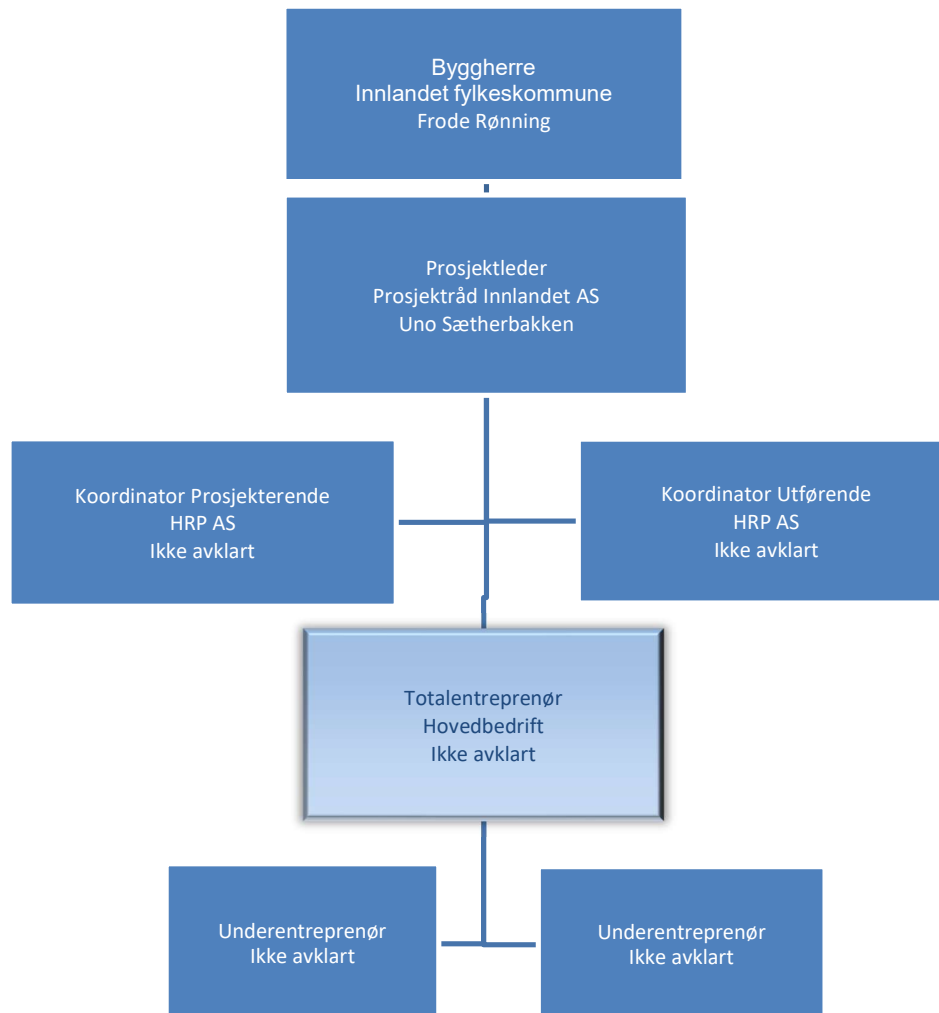 Byggherre
Innlandet fylkeskommune
Frode Rønning
Prosjektleder
Prosjektråd Innlandet AS
Uno Sætherbakken
Koordinator Prosjekterende
HRP AS
Ikke avklart
Koordinator Utførende
HRP AS
Ikke avklart
Totalentreprenør
Hovedbedrift
Ikke avklart
Underentreprenør
Ikke avklart
Underentreprenør
Ikke avklart